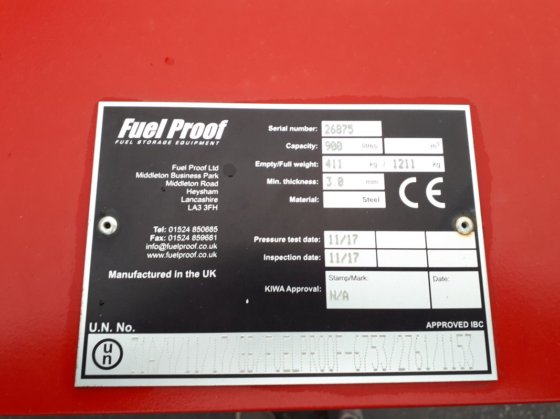 Fuel Proof
FUEL STORAGE EQUIPMENT
Fuel Proof Ltd
Middleton Business Park
Middleton Road
Heysham
Lancashire
LA3 3FH
Tel: 01524 850685
Fax: 01524 859681
info@fuelproof.co.uk
www.fuelproof.co.uk
Manufactured in the UK
Serial number: 26875
Capacity: 900 litres m³
Empty/Full weight: 411 kg / 1211 kg
Min. thickness: 3.0 mm
Material: Steel
CE
Pressure test date: 11/17
Inspection date: 11/17
KIWA Approval: Stamp/Mark: N/A Date:
U.N. No.
APPROVED IBC
un